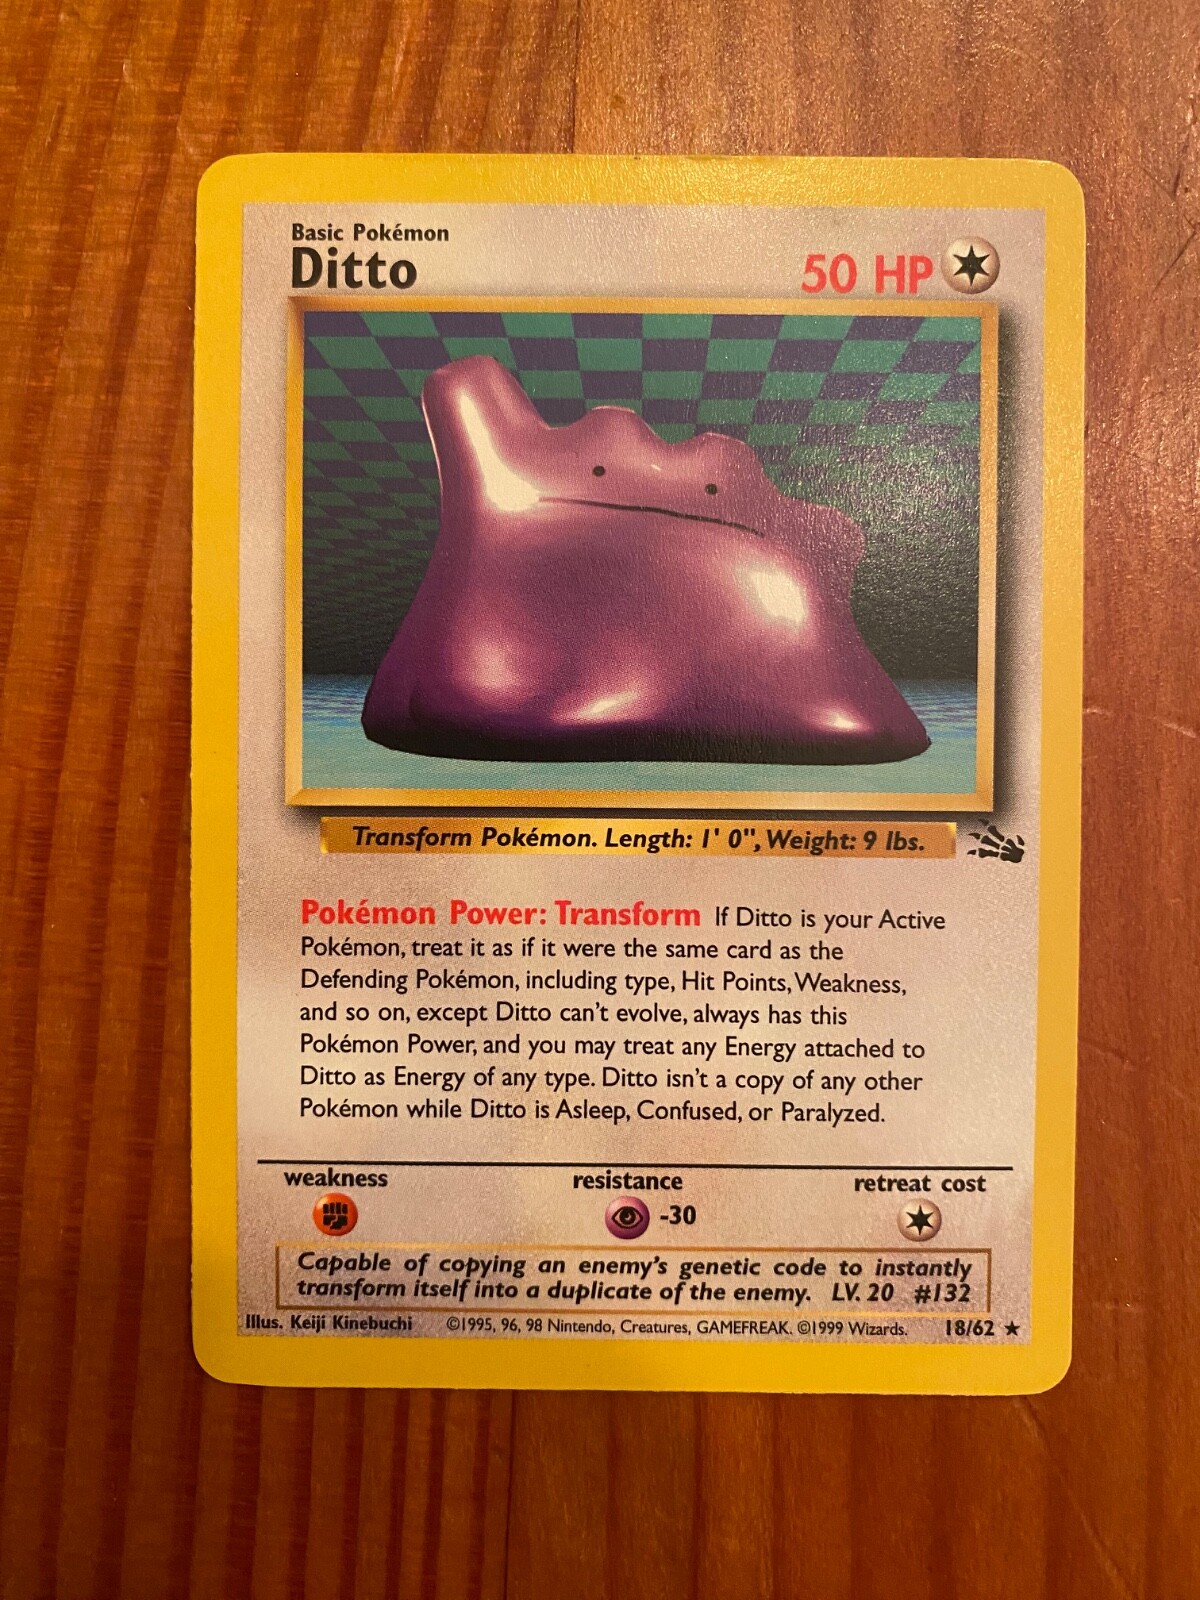 Basic Pokémon
Ditto
50 HP
Transform Pokémon. Length: 1' 0", Weight: 9 lbs.
Pokémon Power: Transform If Ditto is your Active
Pokémon, treat it as if it were the same card as the
Defending Pokémon, including type, Hit Points, Weakness,
and so on, except Ditto can't evolve, always has this
Pokémon Power, and you may treat any Energy attached to
Ditto as Energy of any type. Ditto isn't a copy of any other
Pokémon while Ditto is Asleep, Confused, or Paralyzed.
weakness resistance retreat cost
-30
Capable of copying an enemy's genetic code to instantly
transform itself into a duplicate of the enemy. LV. 20 #132
Illus. Keiji Kinebuchi ©1995, 96, 98 Nintendo, Creatures, GAMEFREAK. ©1999 Wizards. 18/62 ★